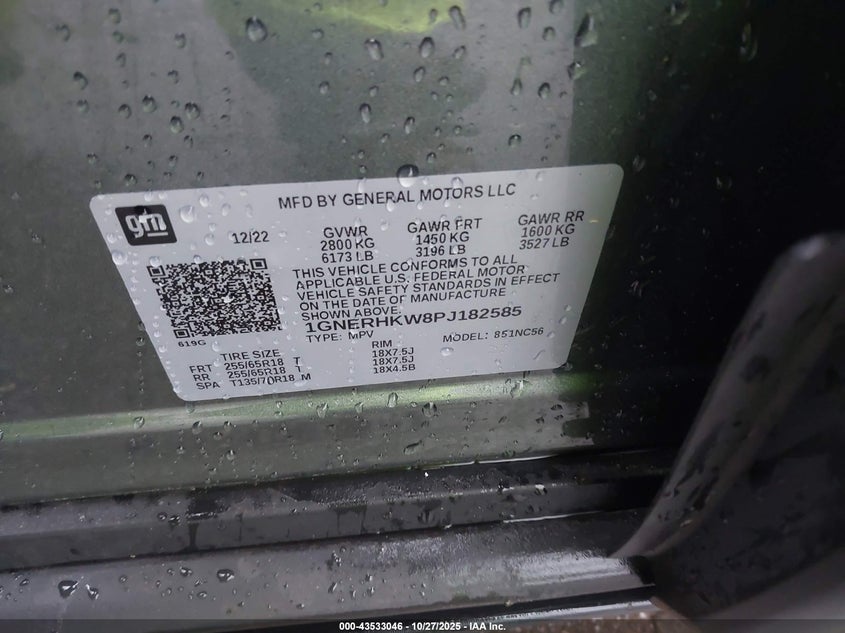 MFD BY GENERAL MOTORS LLC
gm
12/22
GVWR GAWR FRT GAWR RR
2800 KG 1450 KG 1600 KG
6173 LB 3196 LB 3527 LB
THIS VEHICLE CONFORMS TO ALL
APPLICABLE U.S. FEDERAL MOTOR
VEHICLE SAFETY STANDARDS IN EFFECT
ON THE DATE OF MANUFACTURE
SHOWN ABOVE.
1GNERHKW8PJ182585
619G
TYPE: MPV MODEL: 851NC56
TIRE SIZE RIM
FRT 255/65R18 T 18X7.5J
RR 255/65R18 T 18X7.5J
SPA T135/70R18 M 18X4.5B
000-43533046 - 10/27/2025 - IAA Inc.